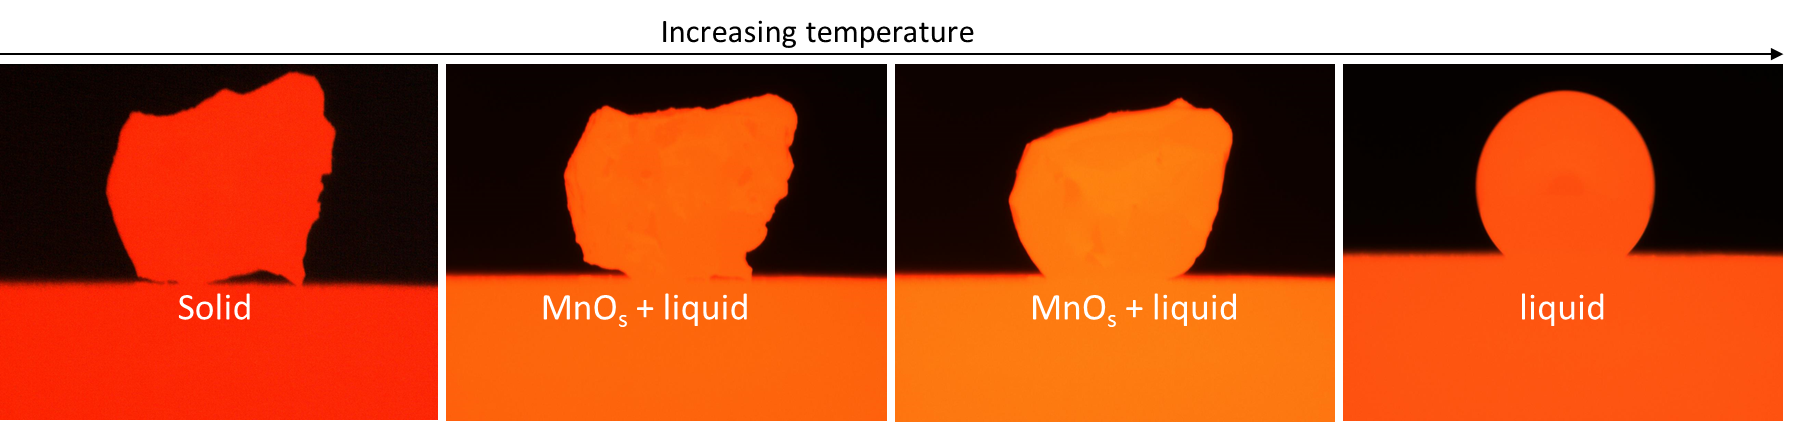 Increasing temperature
Solid
MnOₛ + liquid
MnOₛ + liquid
liquid